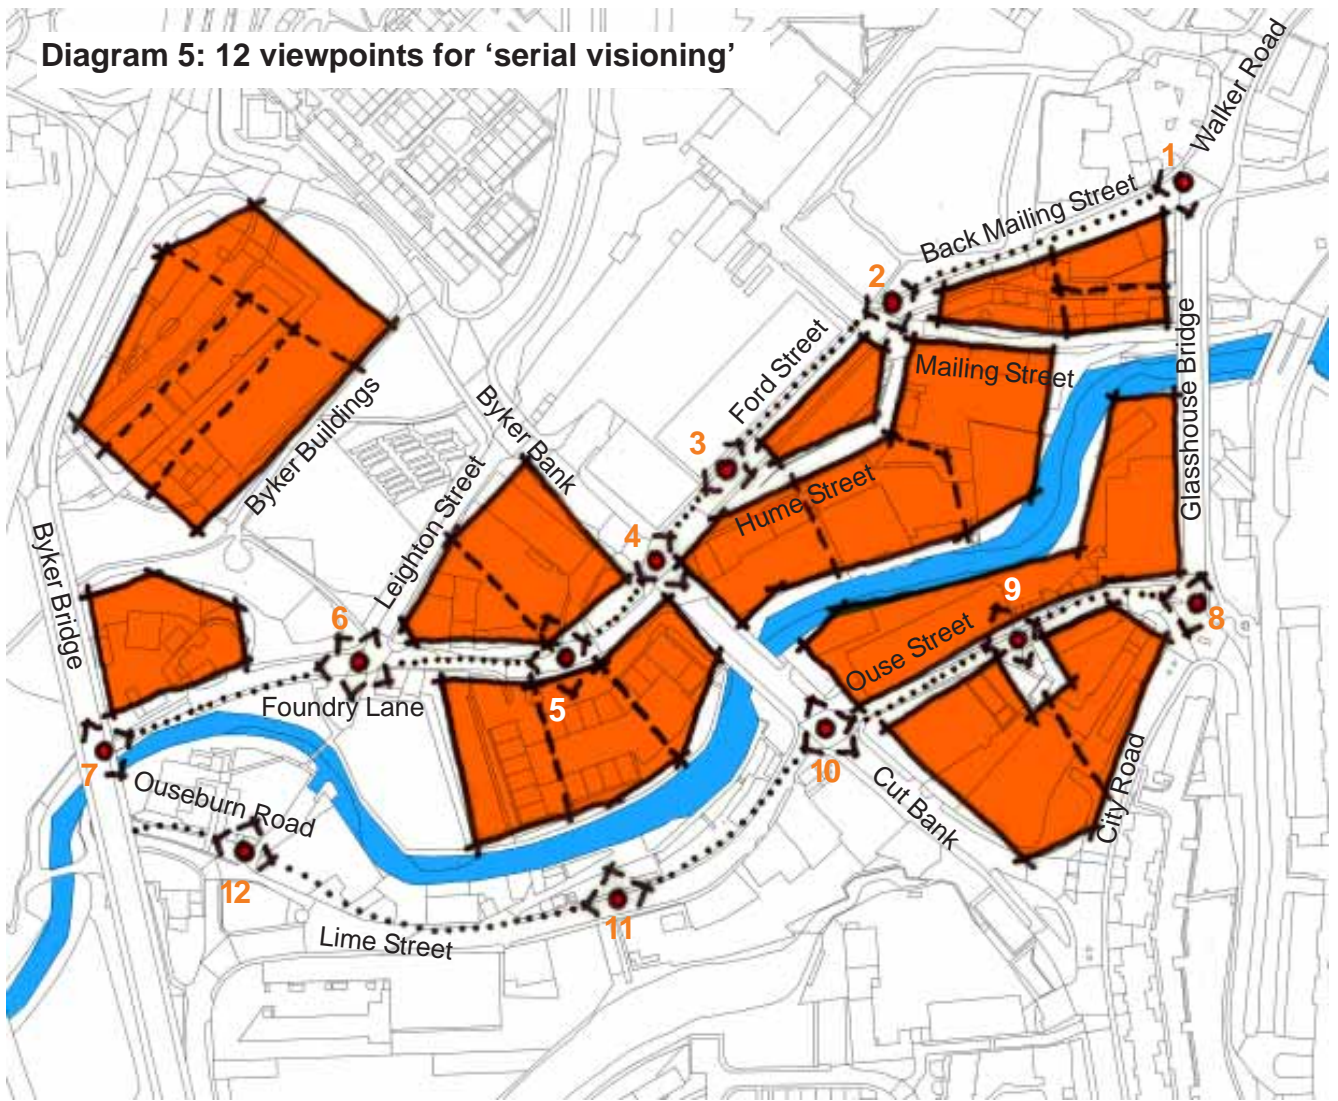 Diagram 5: 12 viewpoints for ‘serial visioning’
Walker Road
1
Back Mailing Street
2
Glasshouse Bridge
Ford Street
Mailing Street
Byker Buildings
Byker Bank
3
Leighton Street
Hume Street
Byker Bridge
4
9
6
8
Ouse Street
Foundry Lane
5
7
10
Ouseburn Road
Cut Bank
City Road
12
11
Lime Street